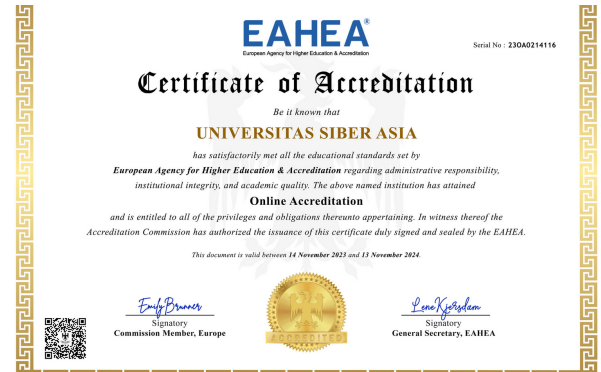 EAHEA®
European Agency for Higher Education & Accreditation
Serial No : 23OA0214116
Certificate of Accreditation
Be it known that
UNIVERSITAS SIBER ASIA
has satisfactorily met all the educational standards set by
European Agency for Higher Education & Accreditation regarding administrative responsibility,
institutional integrity, and academic quality. The above named institution has attained
Online Accreditation
and is entitled to all of the privileges and obligations thereunto appertaining. In witness thereof the
Accreditation Commission has authorized the issuance of this certificate duly signed and sealed by the EAHEA.
This document is valid between 14 November 2023 and 13 November 2024.
Emily Brunner
Signatory
Commission Member, Europe
ACCREDITED
Lene Kjersdam
Signatory
General Secretary, EAHEA